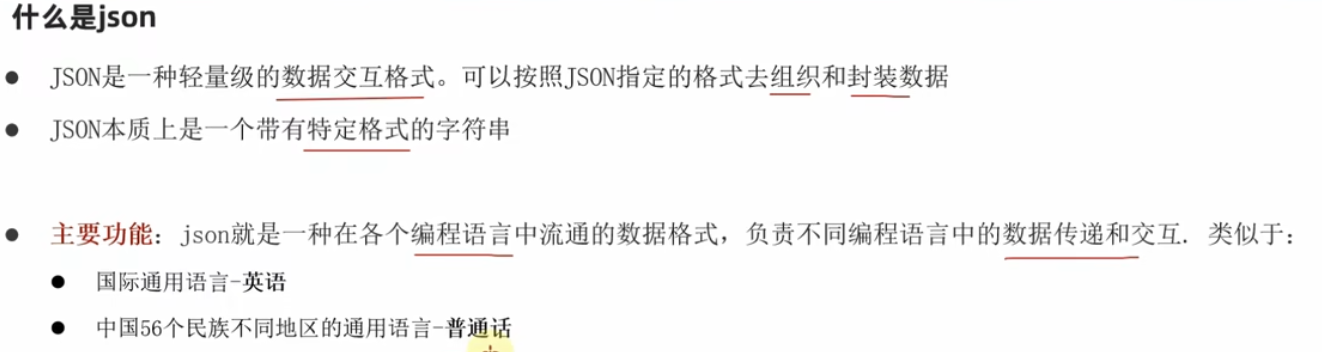 什么是json
● JSON是一种轻量级的数据交互格式。可以按照JSON指定的格式去组织和封装数据
● JSON本质上是一个带有特定格式的字符串
● 主要功能：json就是一种在各个编程语言中流通的数据格式，负责不同编程语言中的数据传递和交互. 类似于：
● 国际通用语言-英语
● 中国56个民族不同地区的通用语言-普通话